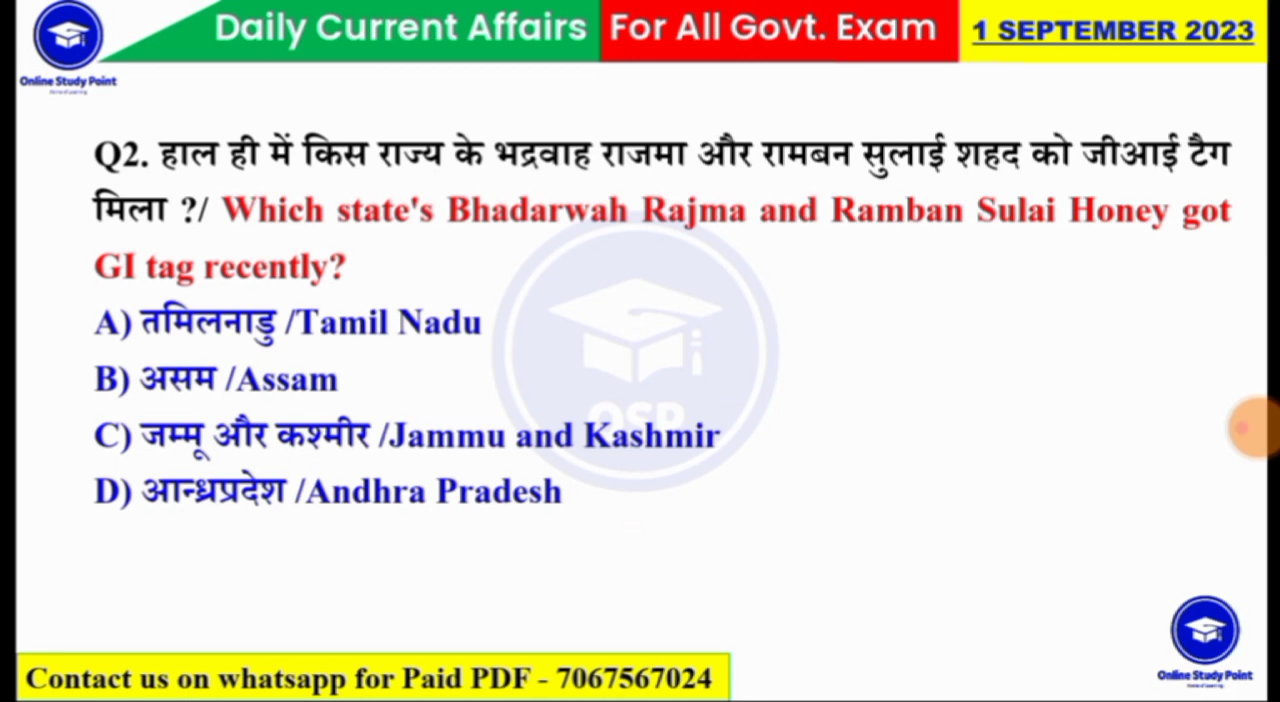 Daily Current Affairs For All Govt. Exam 1 SEPTEMBER 2023
Online Study Point
Q2. हाल ही में किस राज्य के भद्रवाह राजमा और रामबन सुलाई शहद को जीआई टैग
मिला ?/ Which state's Bhadarwah Rajma and Ramban Sulai Honey got
GI tag recently?
A) तमिलनाडु /Tamil Nadu
B) असम /Assam
OSP
C) जम्मू और कश्मीर /Jammu and Kashmir
D) आन्ध्रप्रदेश /Andhra Pradesh
Contact us on whatsapp for Paid PDF - 7067567024
Online Study Point